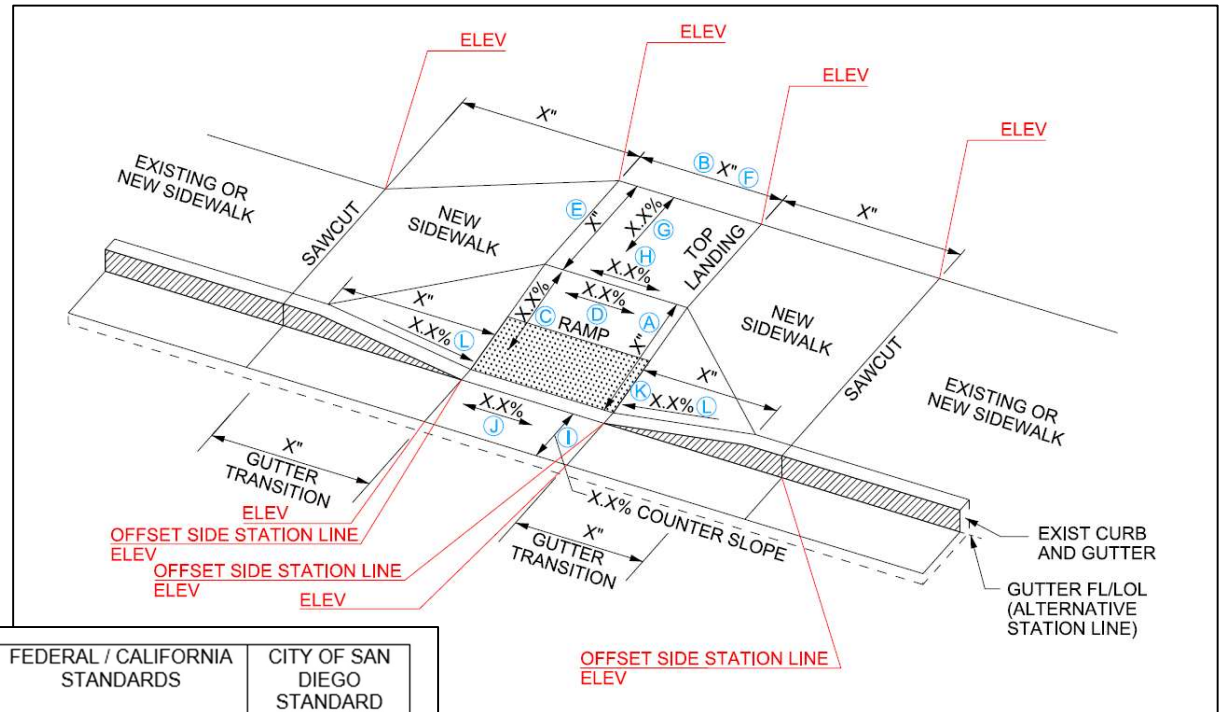 ELEV
ELEV
ELEV
ELEV
X"
B X" F
X"
EXISTING OR
NEW SIDEWALK
SAWCUT
NEW
SIDEWALK
E
X"
X.X%
G
H
X.X%
TOP
LANDING
X.X%
D
X.X%
C
RAMP
A
X"
NEW
SIDEWALK
SAWCUT
EXISTING OR
NEW SIDEWALK
X"
X.X% L
X"
K
X.X% L
X.X%
J
I
X"
GUTTER
TRANSITION
X.X% COUNTER SLOPE
X"
GUTTER
TRANSITION
ELEV
OFFSET SIDE STATION LINE
ELEV
OFFSET SIDE STATION LINE
ELEV
ELEV
OFFSET SIDE STATION LINE
ELEV
EXIST CURB
AND GUTTER
GUTTER FL/LOL
(ALTERNATIVE
STATION LINE)
FEDERAL / CALIFORNIA
STANDARDS
CITY OF SAN
DIEGO
STANDARD